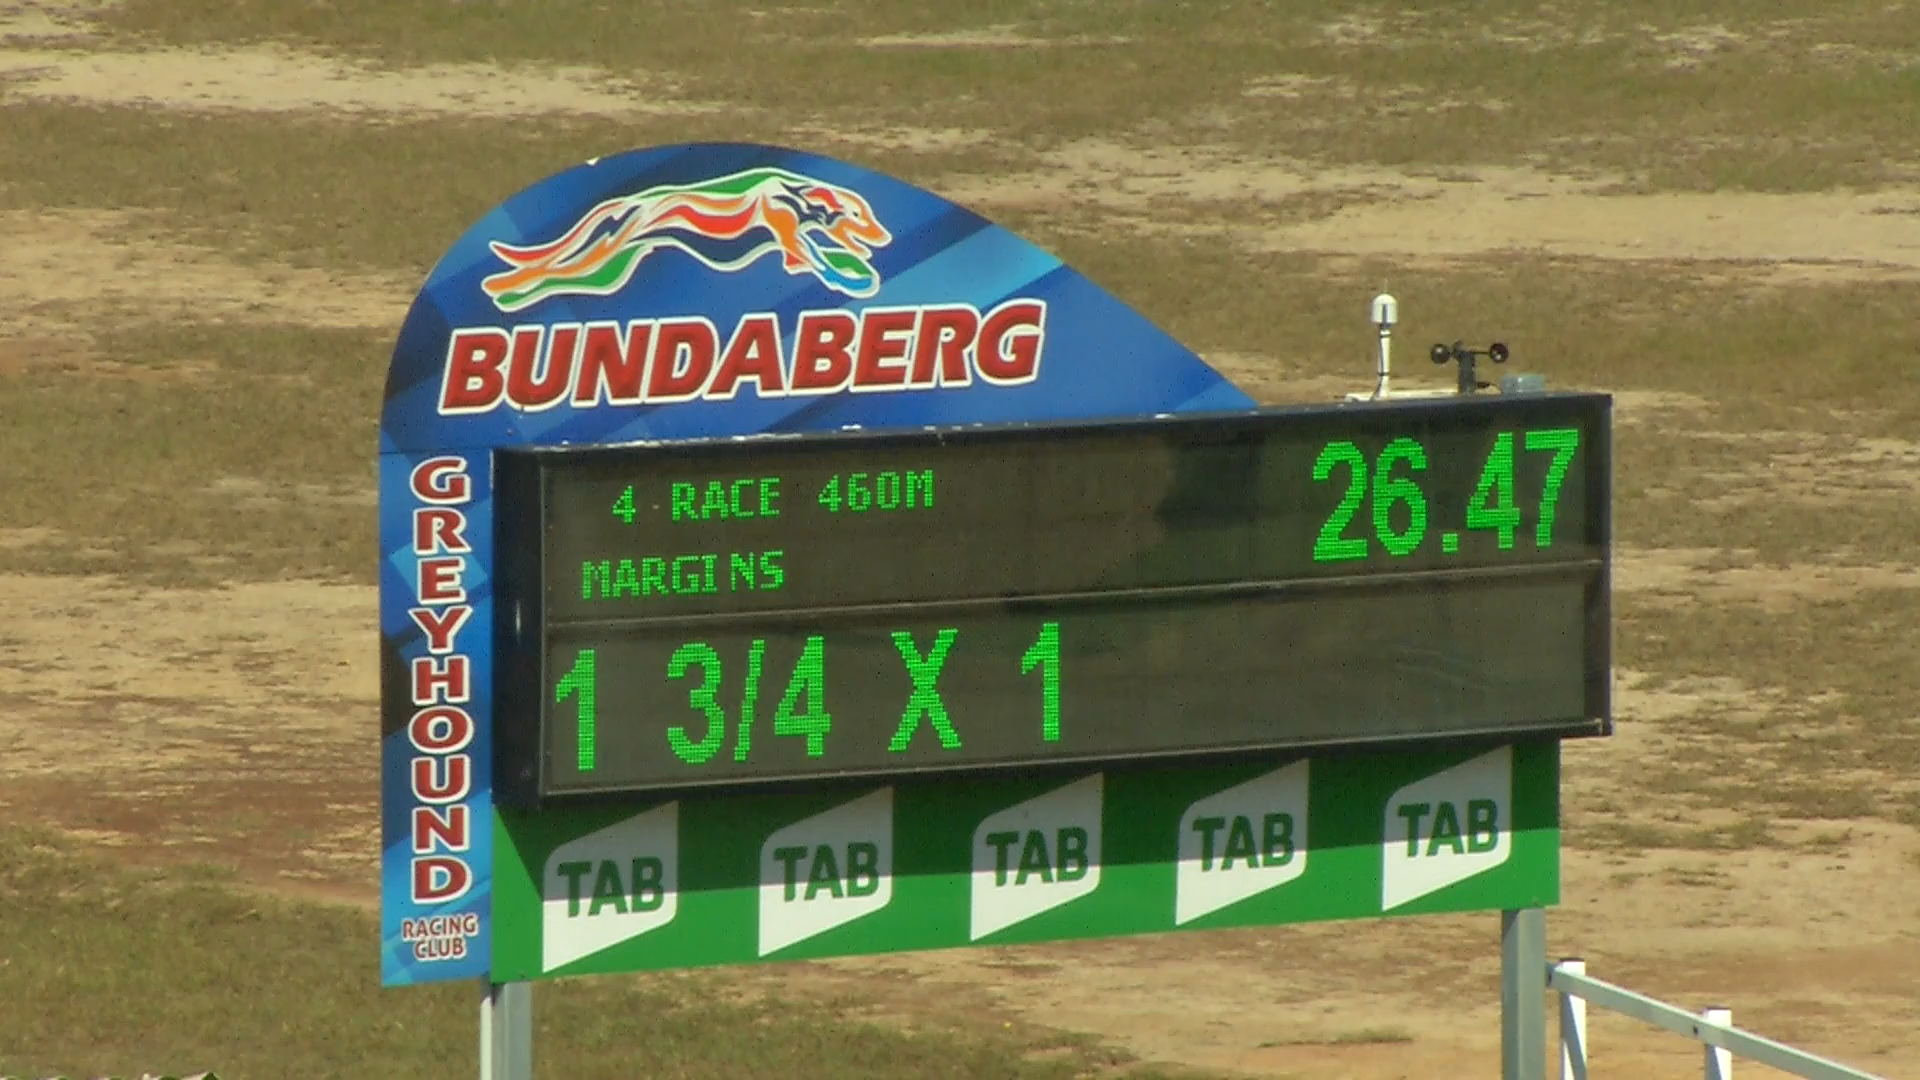 BUNDABERG
GREYHOUND
RACING
CLUB
4 RACE 460M
26.47
MARGINS
1 3/4 X 1
TAB TAB TAB TAB TAB